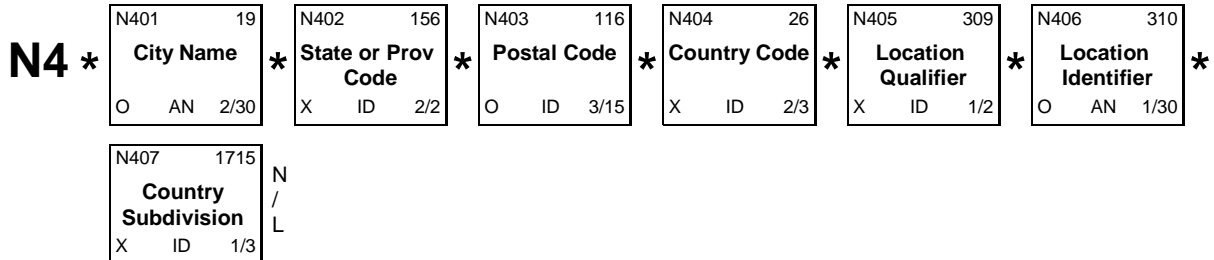 N401 19 N402 156 N403 116 N404 26 N405 309 N406 310
N4 * City Name * State or Prov Code * Postal Code * Country Code * Location Qualifier * Location Identifier *
O AN 2/30 X ID 2/2 O ID 3/15 X ID 2/3 X ID 1/2 O AN 1/30
N407 1715
Country
Subdivision
X ID 1/3
N
/
L